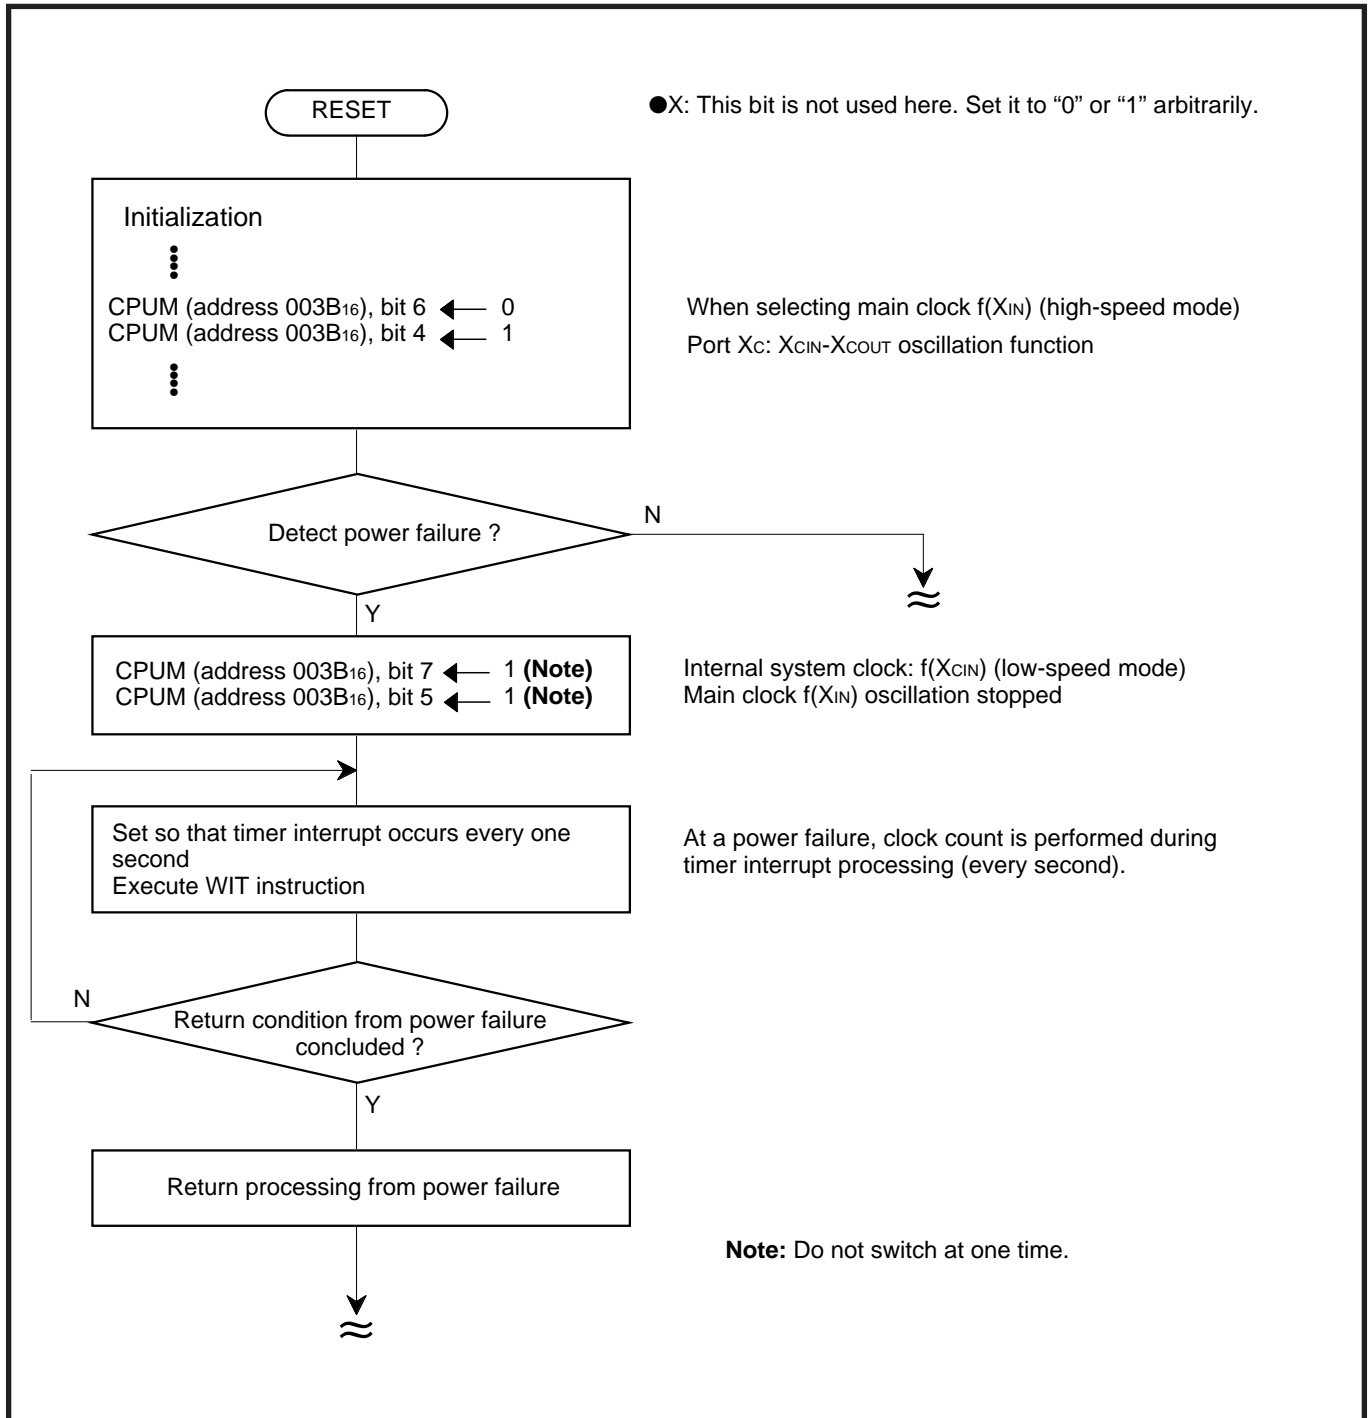 RESET
●X: This bit is not used here. Set it to “0” or “1” arbitrarily.
Initialization
CPUM (address 003B16), bit 6 ← 0
When selecting main clock f(XIN) (high-speed mode)
CPUM (address 003B16), bit 4 ← 1
Port XC: XCIN-XCOUT oscillation function
Detect power failure ?
N
Y
CPUM (address 003B16), bit 7 ← 1 (Note)
Internal system clock: f(XCIN) (low-speed mode)
CPUM (address 003B16), bit 5 ← 1 (Note)
Main clock f(XIN) oscillation stopped
Set so that timer interrupt occurs every one
second
Execute WIT instruction
At a power failure, clock count is performed during
timer interrupt processing (every second).
N
Return condition from power failure
concluded ?
Y
Return processing from power failure
Note: Do not switch at one time.